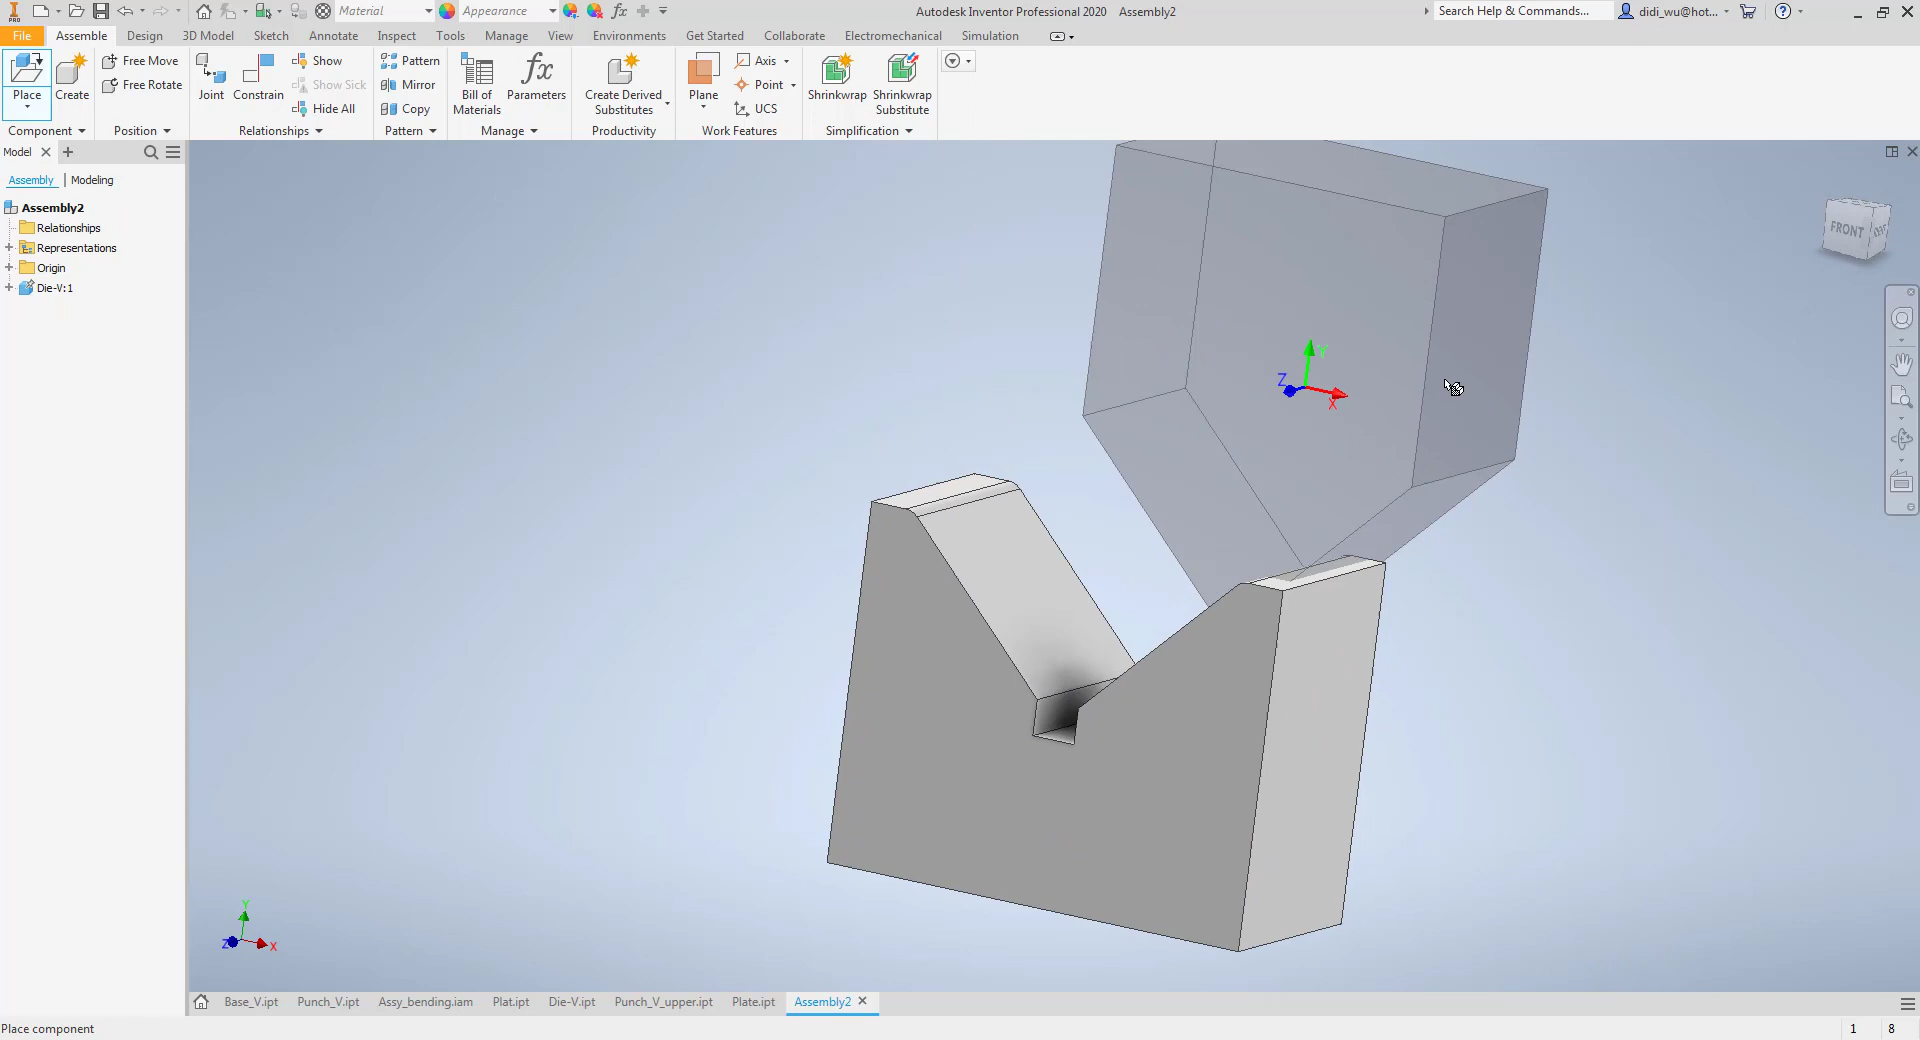 PRO
Material
Appearance
fx
Autodesk Inventor Professional 2020 Assembly2
Search Help & Commands...
didi_wu@hot...
File Assemble Design 3D Model Sketch Annotate Inspect Tools Manage View Environments Get Started Collaborate Electromechanical Simulation
Place
Create
Free Move
Free Rotate
Joint
Constrain
Show
Show Sick
Hide All
Pattern
Mirror
Copy
Bill of
Materials
fx
Parameters
Create Derived
Substitutes
Plane
Axis
Point
UCS
Shrinkwrap
Shrinkwrap
Substitute
Component Position Relationships Pattern Manage Productivity Work Features Simplification
Model
Assembly Modeling
Assembly2
Relationships
Representations
Origin
Die-V:1
FRONT
Y
Z
X
Y
Z
X
Base_V.ipt Punch_V.ipt Assy_bending.iam Plat.ipt Die-V.ipt Punch_V_upper.ipt Plate.ipt Assembly2
Place component
1 8